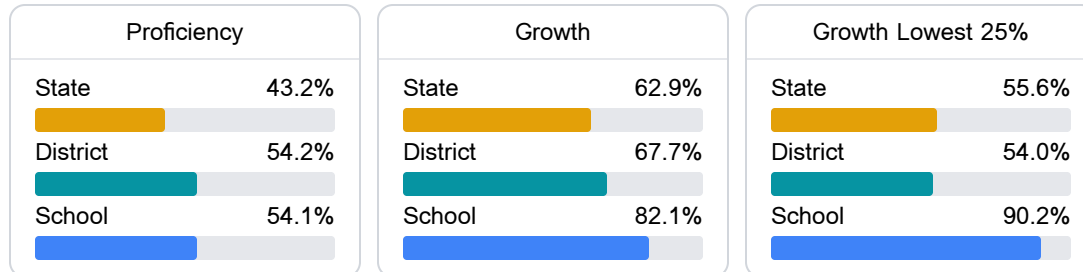 Proficiency
State 43.2%
District 54.2%
School 54.1%
Growth
State 62.9%
District 67.7%
School 82.1%
Growth Lowest 25%
State 55.6%
District 54.0%
School 90.2%